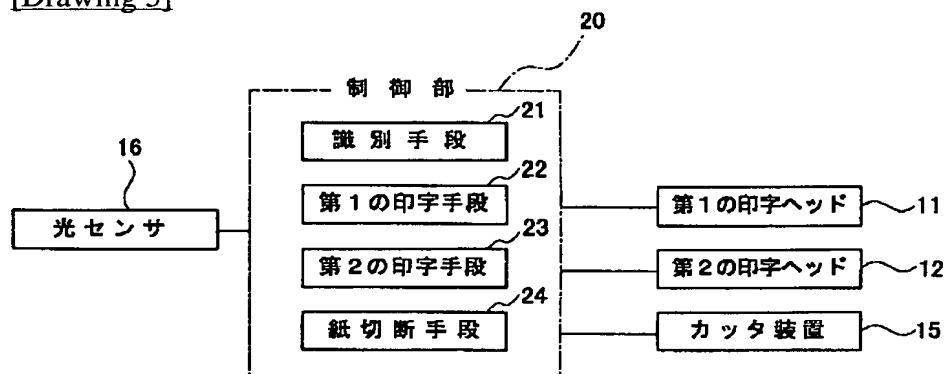 [Drawing 3]
20
制御部
21
識別手段
16
22
光センサ
第1の印字手段
第1の印字ヘッド
11
23
第2の印字手段
第2の印字ヘッド
12
24
紙切断手段
カッタ装置
15